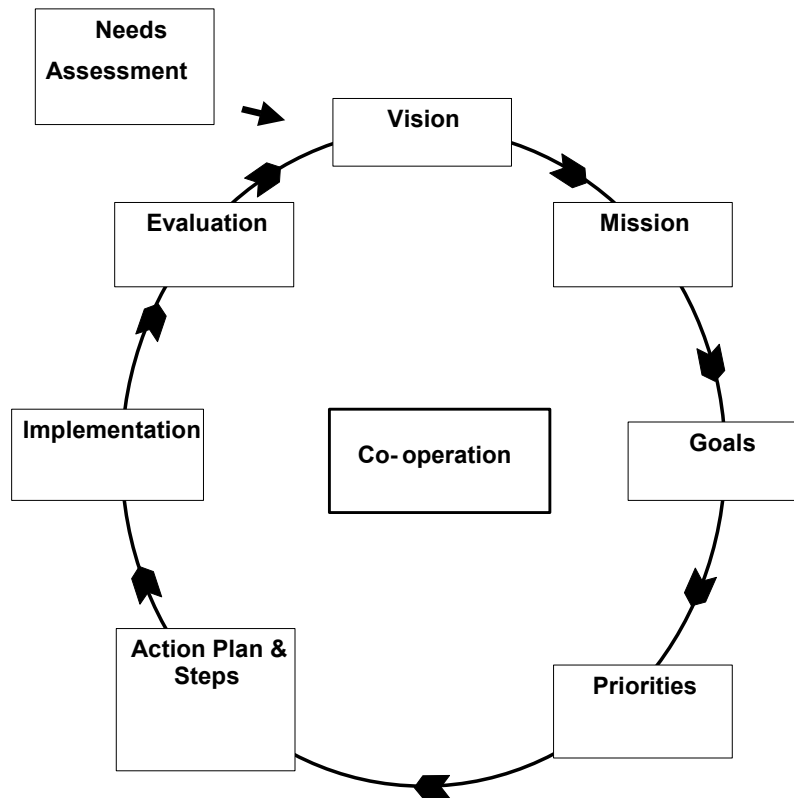 Needs
Assessment
Vision
Evaluation
Mission
Implementation
Co-operation
Goals
Action Plan &
Steps
Priorities